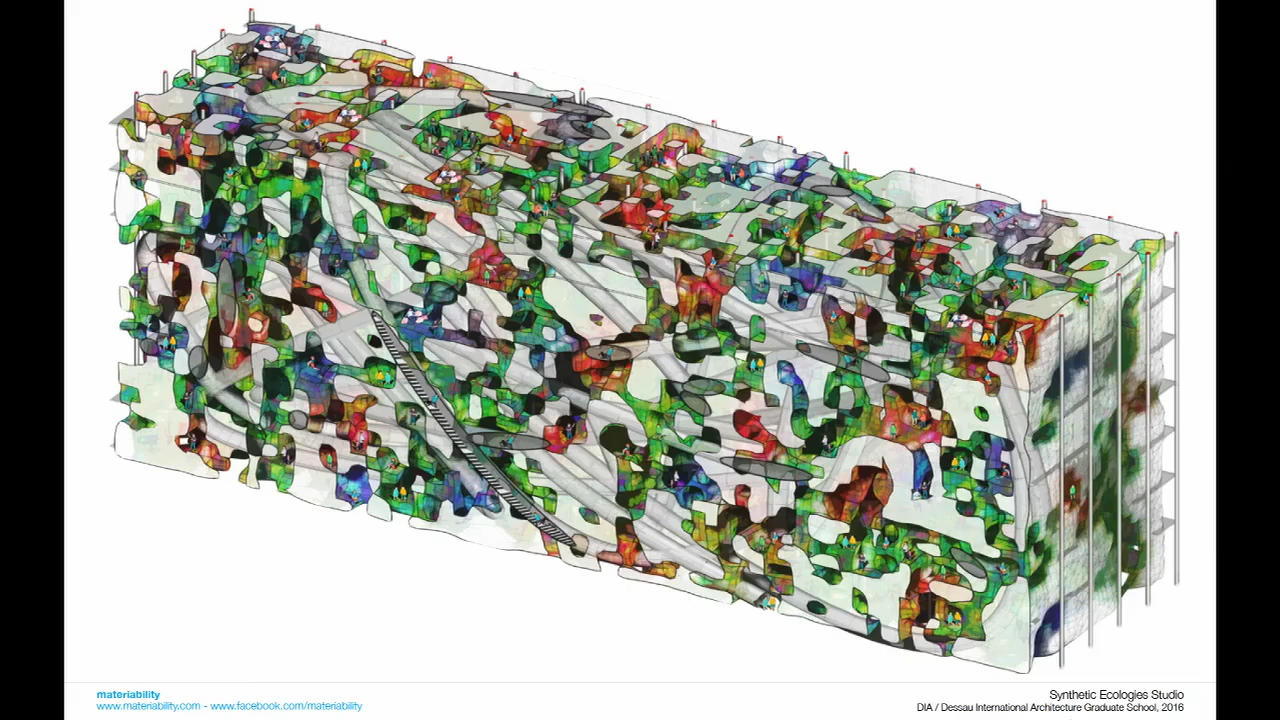 materiability
www.materiability.com - www.facebook.com/materiability
Synthetic Ecologies Studio
DIA / Dessau International Architecture Graduate School, 2016